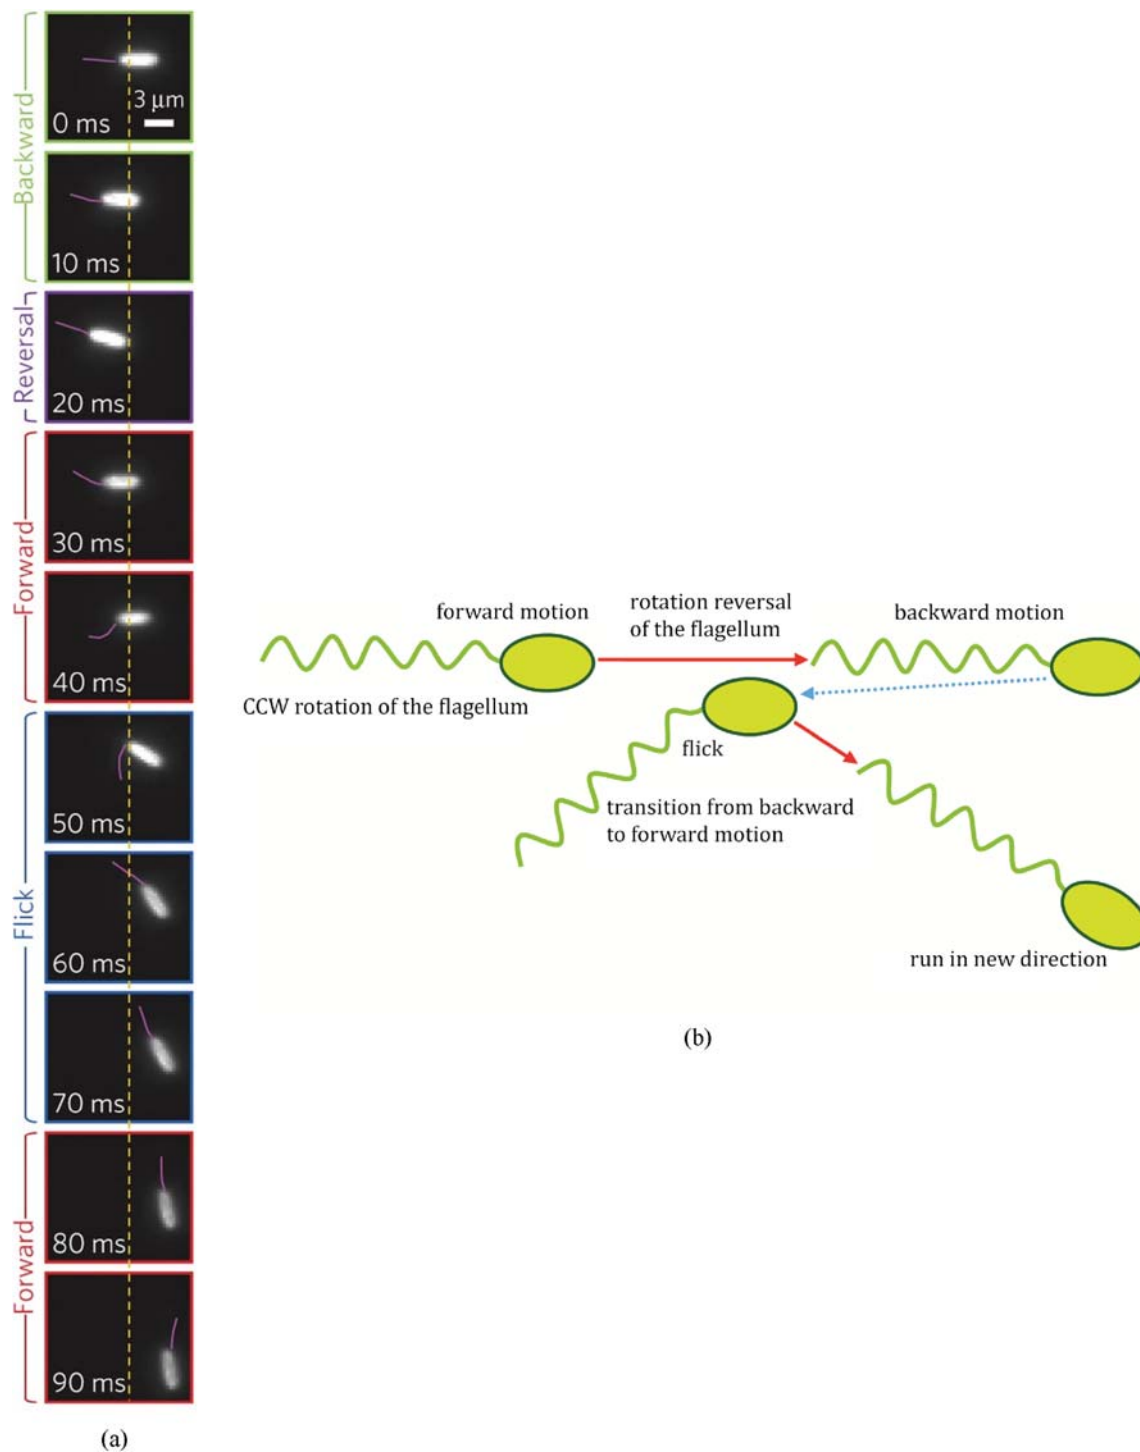 Backward
3 μm
0 ms
10 ms
Reversal
20 ms
Forward
30 ms
40 ms
Flick
50 ms
60 ms
70 ms
Forward
80 ms
90 ms
(a)
forward motion
rotation reversal
of the flagellum
backward motion
CCW rotation of the flagellum
flick
transition from backward
to forward motion
run in new direction
(b)